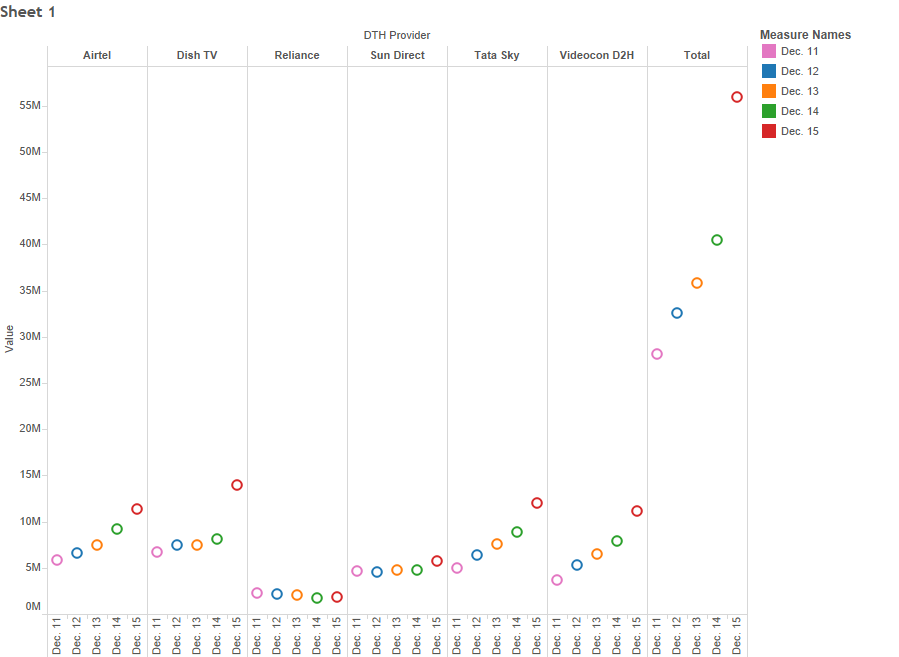 Sheet 1
DTH Provider
Airtel Dish TV Reliance Sun Direct Tata Sky Videocon D2H Total
Measure Names
Dec. 11
Dec. 12
Dec. 13
Dec. 14
Dec. 15
55M
50M
45M
40M
35M
30M
25M
20M
15M
10M
5M
0M
Value
Dec. 11 Dec. 12 Dec. 13 Dec. 14 Dec. 15 Dec. 11 Dec. 12 Dec. 13 Dec. 14 Dec. 15 Dec. 11 Dec. 12 Dec. 13 Dec. 14 Dec. 15 Dec. 11 Dec. 12 Dec. 13 Dec. 14 Dec. 15 Dec. 11 Dec. 12 Dec. 13 Dec. 14 Dec. 15 Dec. 11 Dec. 12 Dec. 13 Dec. 14 Dec. 15 Dec. 11 Dec. 12 Dec. 13 Dec. 14 Dec. 15